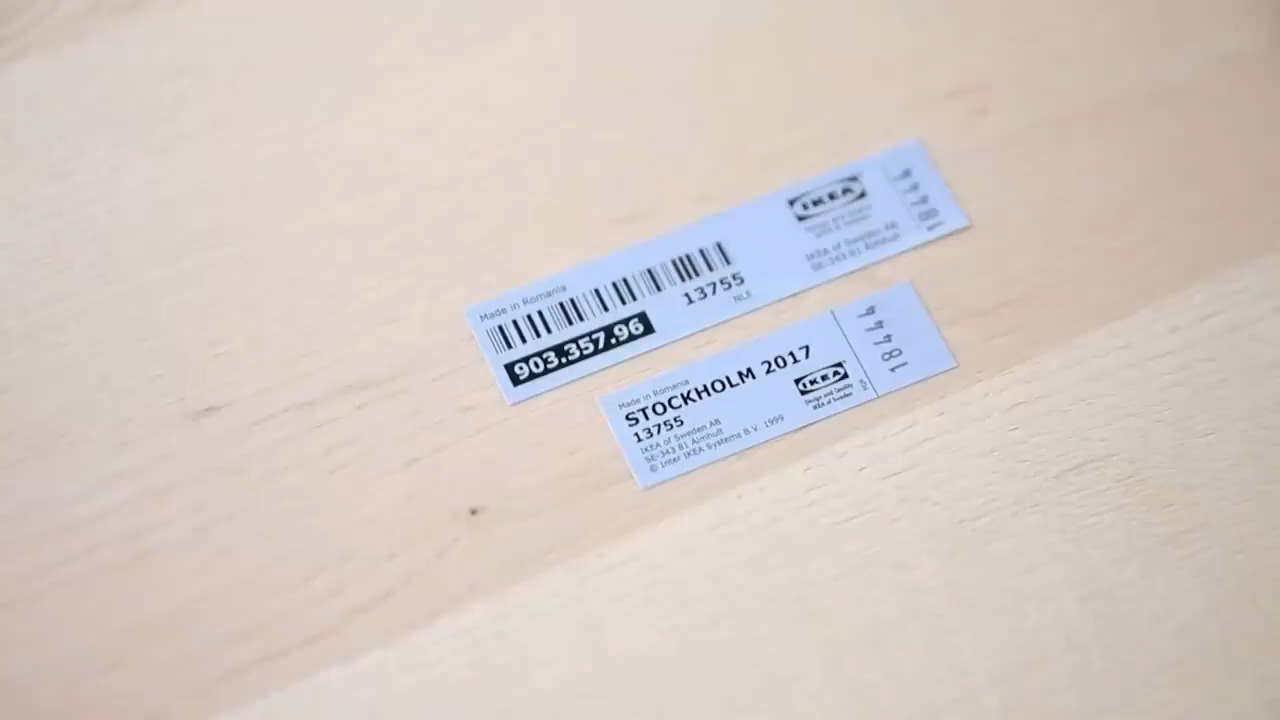 Made in Romania
13755
NLE
903.357.96
IKEA
IKEA of Sweden AB
SE-343 81 Älmhult
18444
Made in Romania
STOCKHOLM 2017
13755
IKEA of Sweden AB
SE-343 81 Älmhult
© Inter IKEA Systems B.V. 1999
IKEA
Design and Quality
IKEA of Sweden
18444